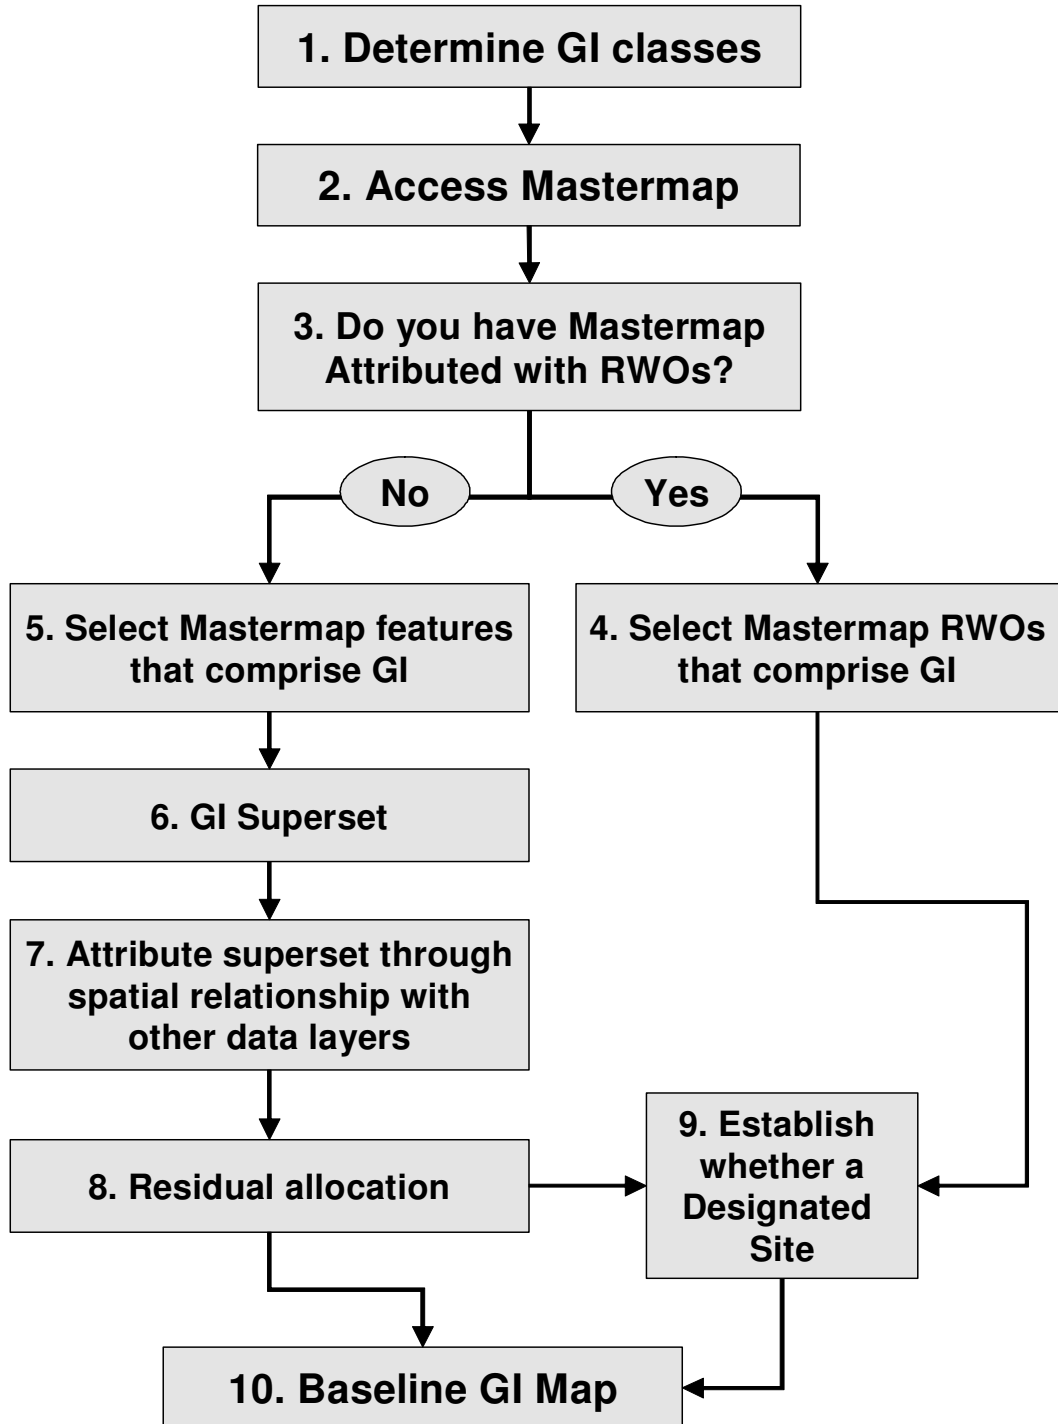 1. Determine GI classes
2. Access Mastermap
3. Do you have Mastermap
Attributed with RWOs?
No
Yes
5. Select Mastermap features
that comprise GI
4. Select Mastermap RWOs
that comprise GI
6. GI Superset
7. Attribute superset through
spatial relationship with
other data layers
8. Residual allocation
9. Establish
whether a
Designated
Site
10. Baseline GI Map